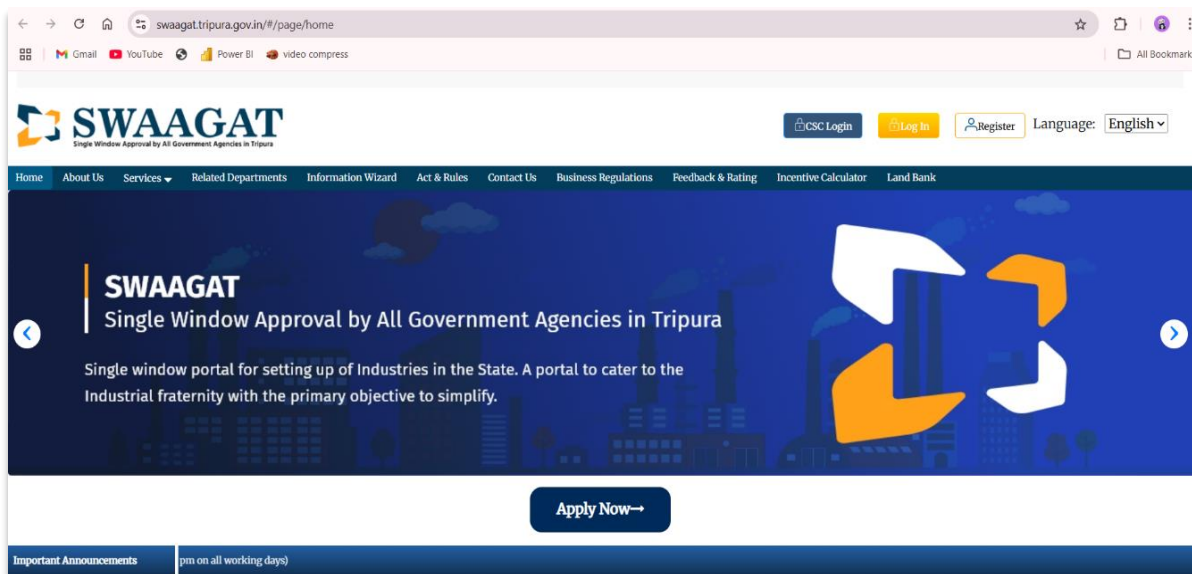 swaagat.tripura.gov.in/#/page/home
Gmail YouTube Power BI video compress All Bookmark
SWAAGAT
Single Window Approval by All Government Agencies in Tripura
CSC Login Log In Register Language: English
Home About Us Services Related Departments Information Wizard Act & Rules Contact Us Business Regulations Feedback & Rating Incentive Calculator Land Bank
SWAAGAT
Single Window Approval by All Government Agencies in Tripura
Single window portal for setting up of Industries in the State. A portal to cater to the
Industrial fraternity with the primary objective to simplify.
Apply Now→
Important Announcements pm on all working days)